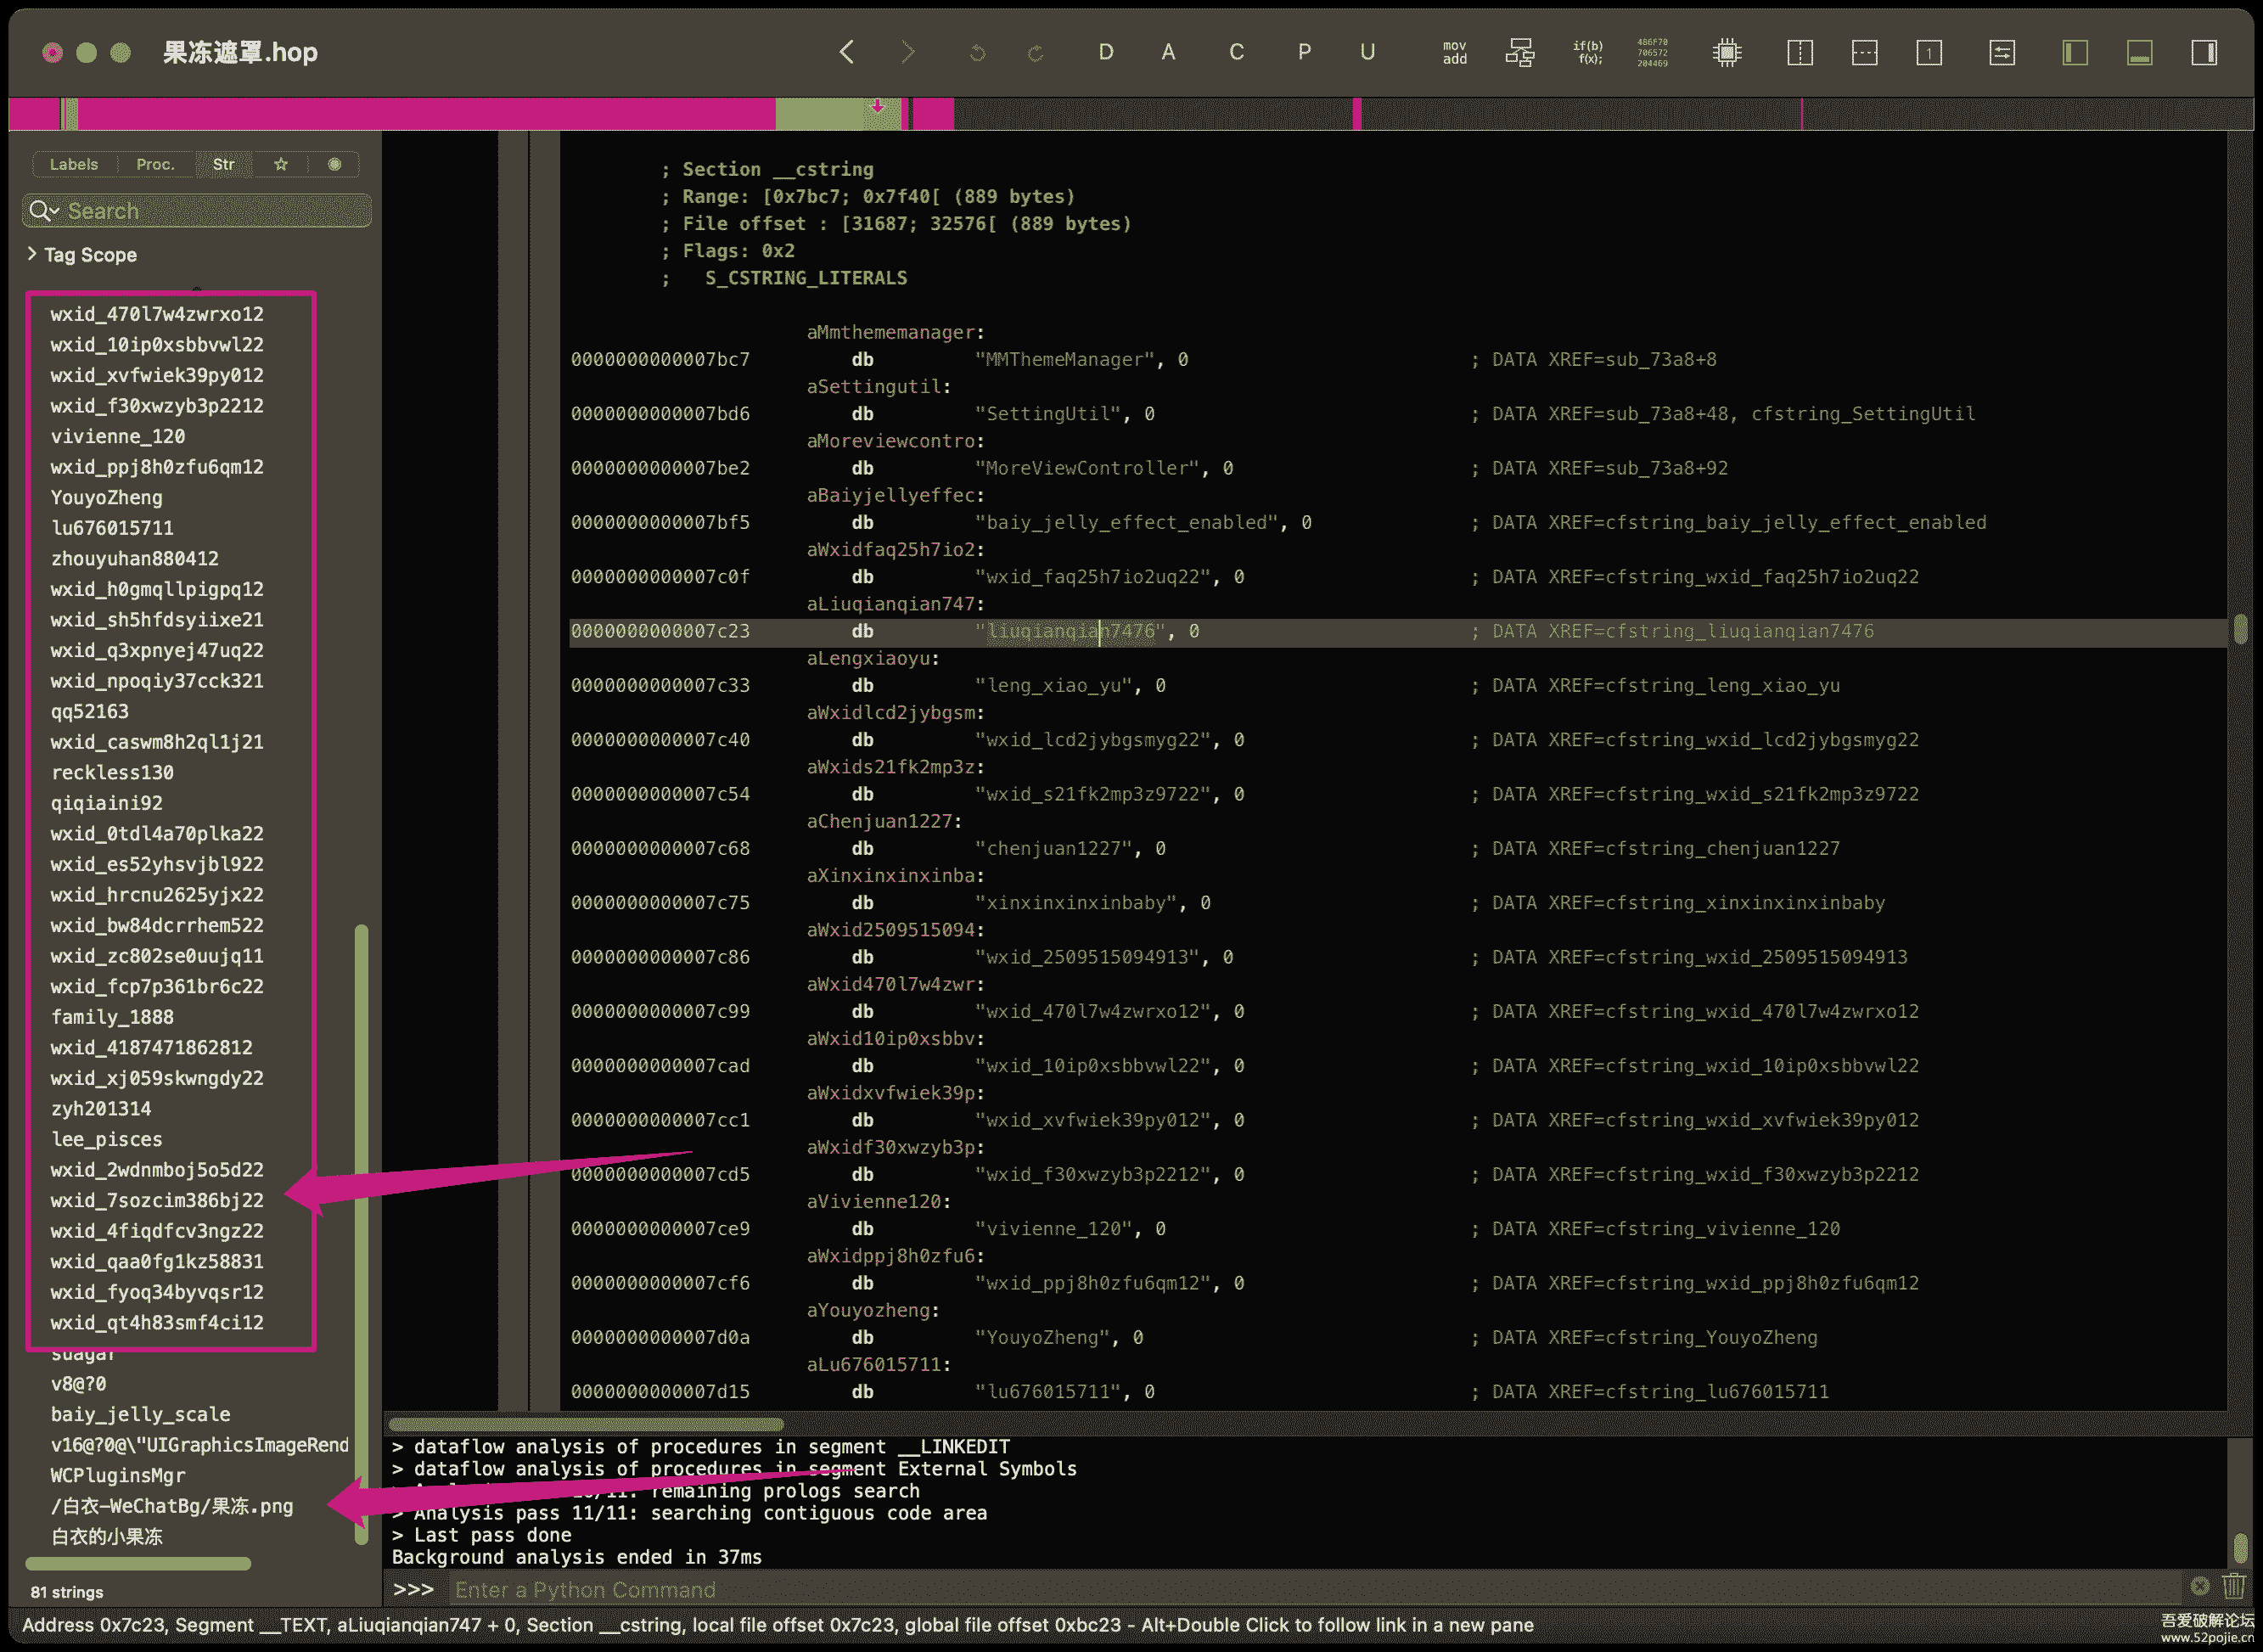 果冻遮罩.hop
D A C P U
mov add
if(b) f(x);
486F70 706572 204469
1
Labels Proc. Str
Search
Tag Scope
wxid_470l7w4zwrxo12
wxid_10ip0xsbbvwl22
wxid_xvfwiek39py012
wxid_f30xwzyb3p2212
vivienne_120
wxid_ppj8h0zfu6qm12
YouyoZheng
lu676015711
zhouyuhan880412
wxid_h0gmqllpigpq12
wxid_sh5hfdsyiixe21
wxid_q3xpnyej47uq22
wxid_npoqiy37cck321
qq52163
wxid_caswm8h2ql1j21
reckless130
qiqiaini92
wxid_0tdl4a70plka22
wxid_es52yhsvjbl922
wxid_hrcnu2625yjx22
wxid_bw84dcrrhem522
wxid_zc802se0uujq11
wxid_fcp7p361br6c22
family_1888
wxid_4187471862812
wxid_xj059skwngdy22
zyh201314
lee_pisces
wxid_2wdnmboj5o5d22
wxid_7sozcim386bj22
wxid_4fiqdfcv3ngz22
wxid_qaa0fg1kz58831
wxid_fyoq34byvqsr12
wxid_qt4h83smf4ci12
suagar
v8@?0
baiy_jelly_scale
v16@?0@\"UIGraphicsImageRend
WCPluginsMgr
/白衣-WeChatBg/果冻.png
白衣的小果冻
81 strings
; Section __cstring
; Range: [0x7bc7; 0x7f40[ (889 bytes)
; File offset : [31687; 32576[ (889 bytes)
; Flags: 0x2
; S_CSTRING_LITERALS
aMmthememanager:
0000000000007bc7 db "MMThemeManager", 0 ; DATA XREF=sub_73a8+8
aSettingutil:
0000000000007bd6 db "SettingUtil", 0 ; DATA XREF=sub_73a8+48, cfstring_SettingUtil
aMoreviewcontro:
0000000000007be2 db "MoreViewController", 0 ; DATA XREF=sub_73a8+92
aBaiyjellyeffec:
0000000000007bf5 db "baiy_jelly_effect_enabled", 0 ; DATA XREF=cfstring_baiy_jelly_effect_enabled
aWxidfaq25h7io2:
0000000000007c0f db "wxid_faq25h7io2uq22", 0 ; DATA XREF=cfstring_wxid_faq25h7io2uq22
aLiuqianqian747:
0000000000007c23 db "liuqianqian7476", 0 ; DATA XREF=cfstring_liuqianqian7476
aLengxiaoyu:
0000000000007c33 db "leng_xiao_yu", 0 ; DATA XREF=cfstring_leng_xiao_yu
aWxidlcd2jybgsm:
0000000000007c40 db "wxid_lcd2jybgsmyg22", 0 ; DATA XREF=cfstring_wxid_lcd2jybgsmyg22
aWxids21fk2mp3z:
0000000000007c54 db "wxid_s21fk2mp3z9722", 0 ; DATA XREF=cfstring_wxid_s21fk2mp3z9722
aChenjuan1227:
0000000000007c68 db "chenjuan1227", 0 ; DATA XREF=cfstring_chenjuan1227
aXinxinxinxinba:
0000000000007c75 db "xinxinxinxinbaby", 0 ; DATA XREF=cfstring_xinxinxinxinbaby
aWxid2509515094:
0000000000007c86 db "wxid_2509515094913", 0 ; DATA XREF=cfstring_wxid_2509515094913
aWxid470l7w4zwr:
0000000000007c99 db "wxid_470l7w4zwrxo12", 0 ; DATA XREF=cfstring_wxid_470l7w4zwrxo12
aWxid10ip0xsbbv:
0000000000007cad db "wxid_10ip0xsbbvwl22", 0 ; DATA XREF=cfstring_wxid_10ip0xsbbvwl22
aWxidxvfwiek39p:
0000000000007cc1 db "wxid_xvfwiek39py012", 0 ; DATA XREF=cfstring_wxid_xvfwiek39py012
aWxidf30xwzyb3p:
0000000000007cd5 db "wxid_f30xwzyb3p2212", 0 ; DATA XREF=cfstring_wxid_f30xwzyb3p2212
aVivienne120:
0000000000007ce9 db "vivienne_120", 0 ; DATA XREF=cfstring_vivienne_120
aWxidppj8h0zfu6:
0000000000007cf6 db "wxid_ppj8h0zfu6qm12", 0 ; DATA XREF=cfstring_wxid_ppj8h0zfu6qm12
aYouyozheng:
0000000000007d0a db "YouyoZheng", 0 ; DATA XREF=cfstring_YouyoZheng
aLu676015711:
0000000000007d15 db "lu676015711", 0 ; DATA XREF=cfstring_lu676015711
> dataflow analysis of procedures in segment __LINKEDIT
> dataflow analysis of procedures in segment External Symbols
/11: remaining prologs search
> Analysis pass 11/11: searching contiguous code area
> Last pass done
Background analysis ended in 37ms
>>> Enter a Python Command
Address 0x7c23, Segment __TEXT, aLiuqianqian747 + 0, Section __cstring, local file offset 0x7c23, global file offset 0xbc23 - Alt+Double Click to follow link in a new pane
吾爱破解论坛
www.52pojie.cn